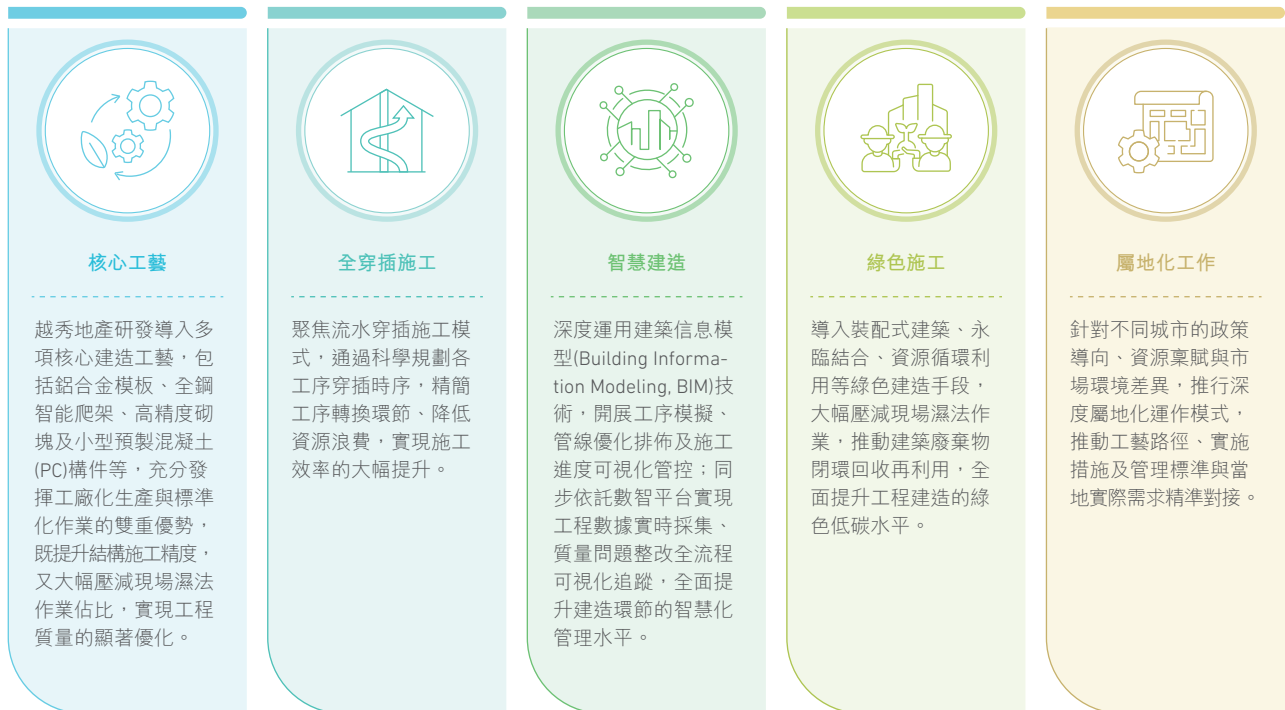 核心工藝
越秀地產研發導入多
項核心建造工藝，包
括鋁合金模板、全鋼
智能爬架、高精度砌
塊及小型預製混凝土
(PC)構件等，充分發
揮工廠化生產與標準
化作業的雙重優勢，
既提升結構施工精度，
又大幅壓減現場濕法
作業佔比，實現工程
質量的顯著優化。
全穿插施工
聚焦流水穿插施工模
式，通過科學規劃各
工序穿插時序，精簡
工序轉換環節、降低
資源浪費，實現施工
效率的大幅提升。
智慧建造
深度運用建築信息模
型(Building Informa-
tion Modeling, BIM)技
術，開展工序模擬、
管線優化排佈及施工
進度可視化管控；同
步依託數智平台實現
工程數據實時採集、
質量問題整改全流程
可視化追蹤，全面提
升建造環節的智慧化
管理水平。
綠色施工
導入裝配式建築、永
臨結合、資源循環利
用等綠色建造手段，
大幅壓減現場濕法作
業，推動建築廢棄物
閉環回收再利用，全
面提升工程建造的綠
色低碳水平。
屬地化工作
針對不同城市的政策
導向、資源稟賦與市
場環境差異，推行深
度屬地化運作模式，
推動工藝路徑、實施
措施及管理標準與當
地實際需求精準對接。